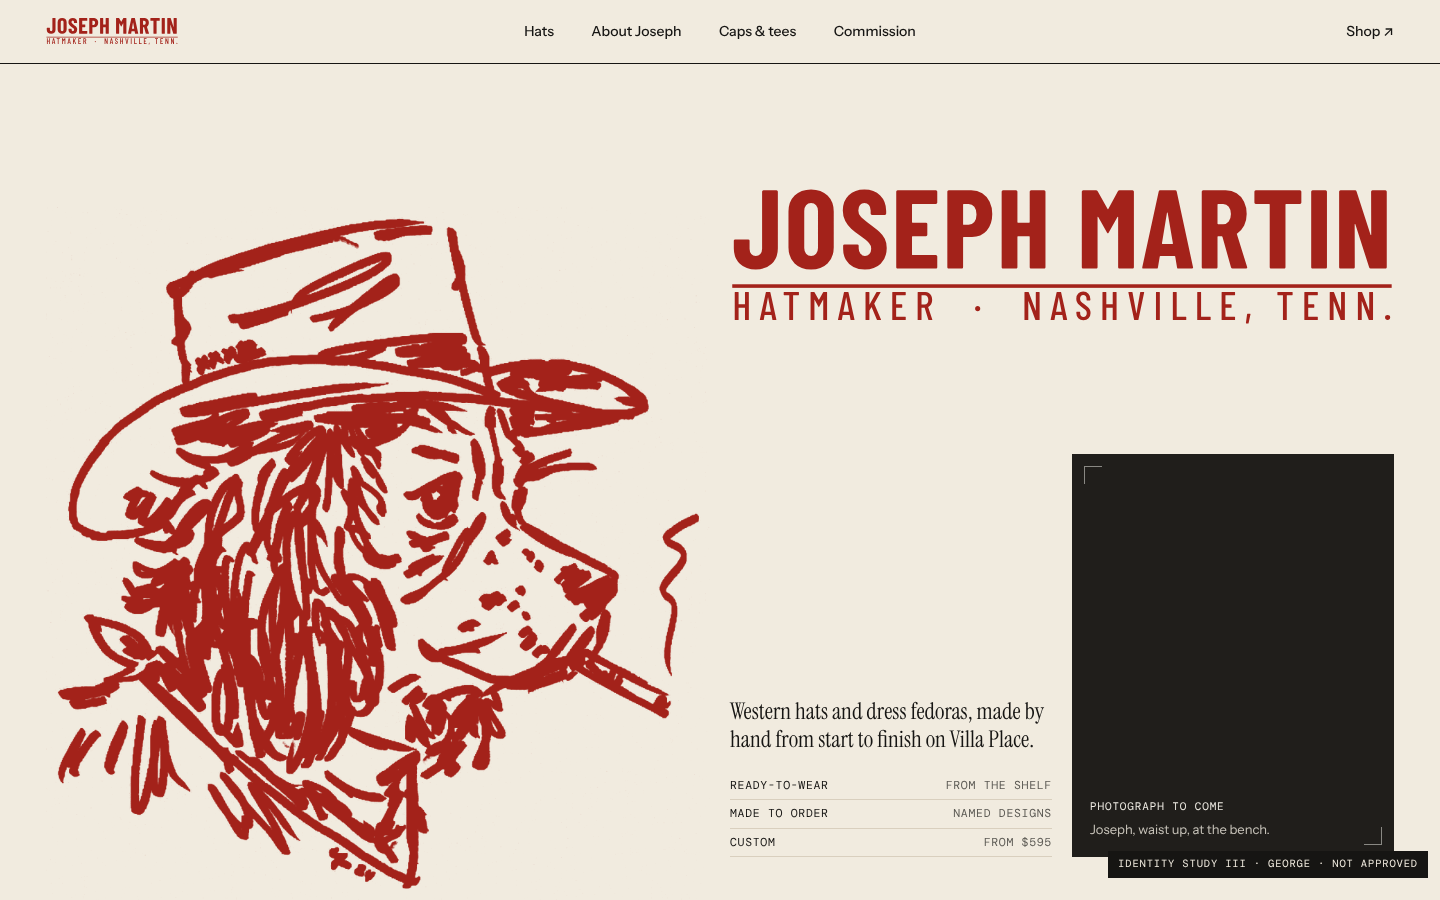 JOSEPH MARTIN
HATMAKER · NASHVILLE, TENN.
Hats
About Joseph
Caps & tees
Commission
Shop ↗
JOSEPH MARTIN
HATMAKER · NASHVILLE, TENN.
Western hats and dress fedoras, made by
hand from start to finish on Villa Place.
READY-TO-WEAR FROM THE SHELF
MADE TO ORDER NAMED DESIGNS
CUSTOM FROM $595
PHOTOGRAPH TO COME
Joseph, waist up, at the bench.
IDENTITY STUDY III · GEORGE · NOT APPROVED